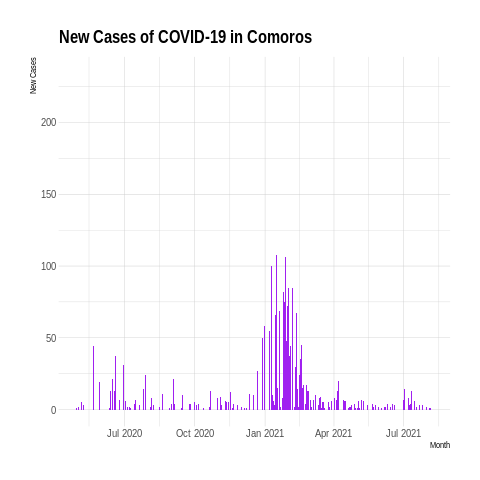 New Cases of COVID-19 in Comoros
New Cases
200
150
100
50
0
Jul 2020 Oct 2020 Jan 2021 Apr 2021 Jul 2021
Month